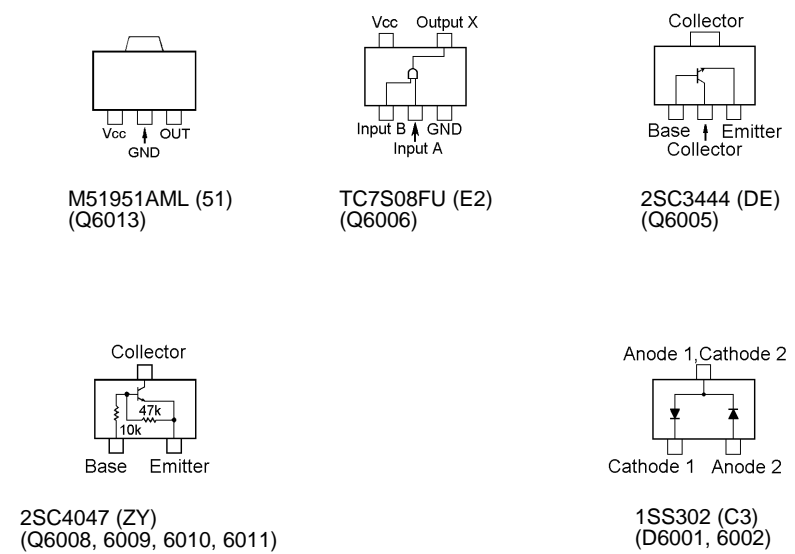 Vcc
GND
OUT
M51951AML (51)
(Q6013)
Vcc
Output X
Input B
Input A
GND
TC7S08FU (E2)
(Q6006)
Collector
Base
Collector
Emitter
2SC3444 (DE)
(Q6005)
Collector
47k
10k
Base
Emitter
2SC4047 (ZY)
(Q6008, 6009, 6010, 6011)
Anode 1,Cathode 2
Cathode 1
Anode 2
1SS302 (C3)
(D6001, 6002)